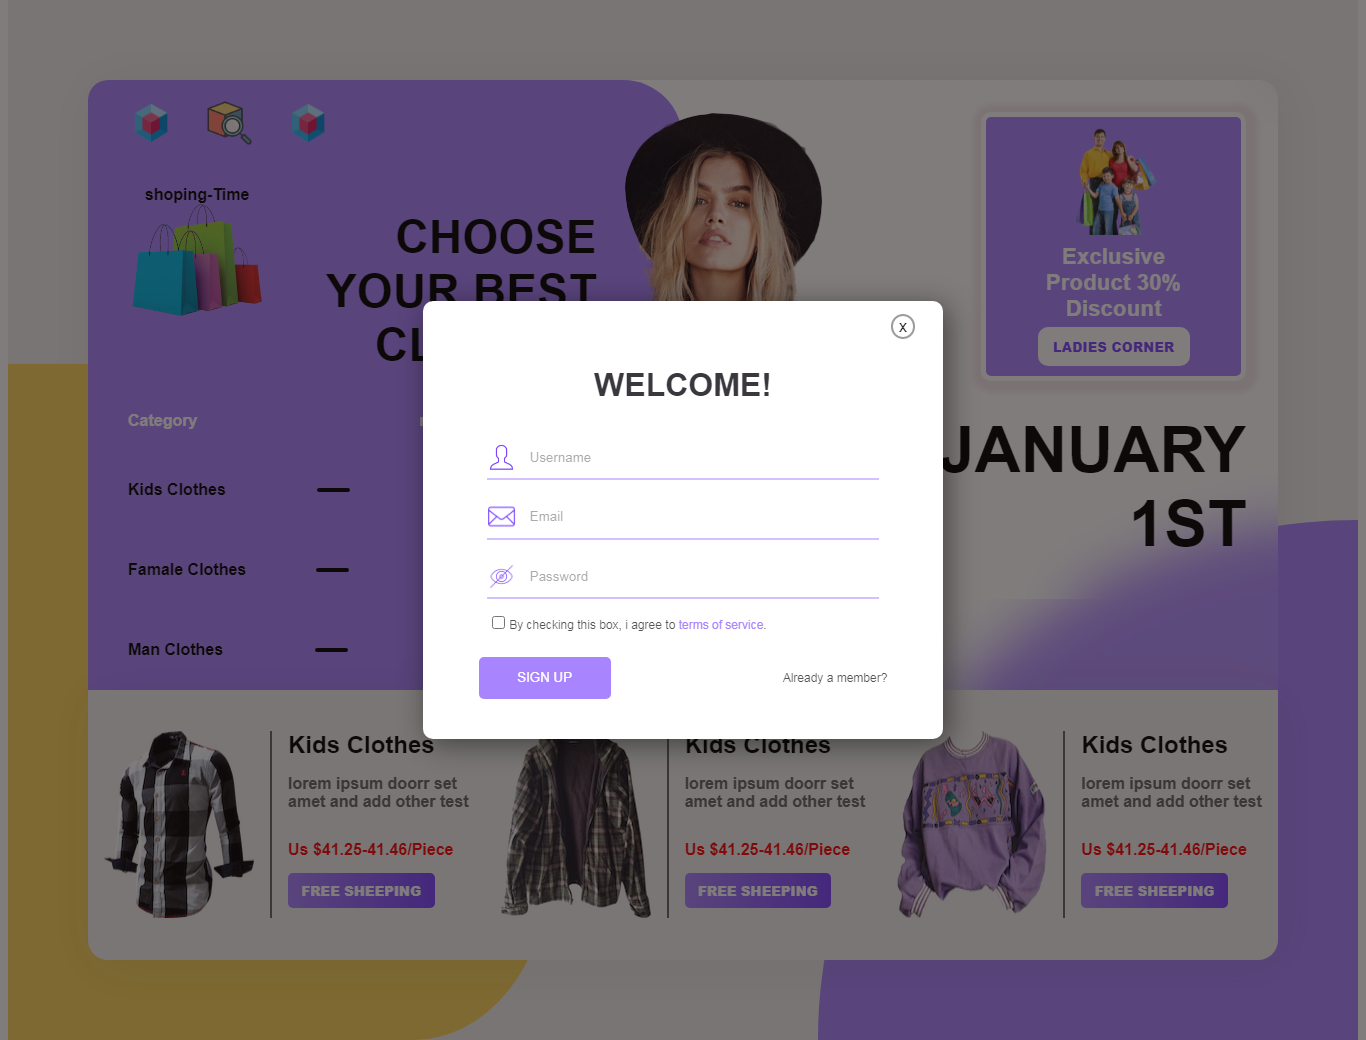 shoping-Time
CHOOSE
YOUR BEST
Exclusive
Product 30%
Discount
LADIES CORNER
X
WELCOME!
Username
Email
Password
By checking this box, i agree to terms of service.
SIGN UP
Already a member?
Category
Kids Clothes
Famale Clothes
Man Clothes
JANUARY
1ST
Kids Clothes
lorem ipsum doorr set
amet and add other test
Us $41.25-41.46/Piece
FREE SHEEPING
Kids Clothes
lorem ipsum doorr set
amet and add other test
Us $41.25-41.46/Piece
FREE SHEEPING
Kids Clothes
lorem ipsum doorr set
amet and add other test
Us $41.25-41.46/Piece
FREE SHEEPING